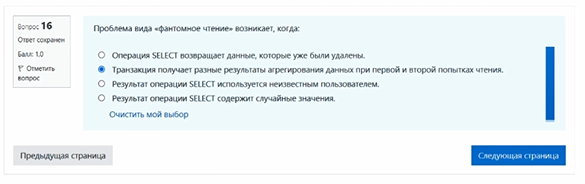 Вопрос 16
Ответ сохранен
Балл: 1,0
Отметить вопрос
Проблема вида «фантомное чтение» возникает, когда:
Операция SELECT возвращает данные, которые уже были удалены.
Транзакция получает разные результаты агрегирования данных при первой и второй попытках чтения.
Результат операции SELECT используется неизвестным пользователем.
Результат операции SELECT содержит случайные значения.
Очистить мой выбор
Предыдущая страница
Следующая страница